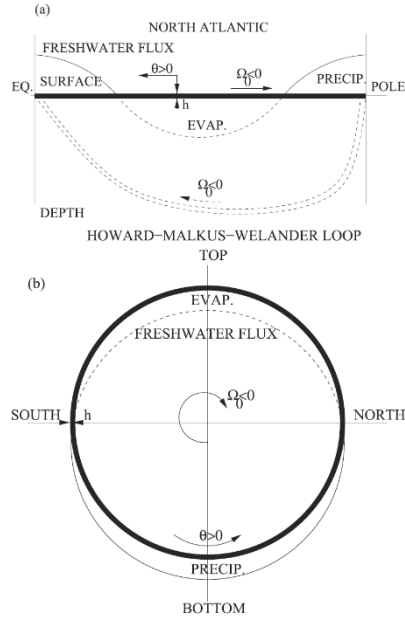 (a)
NORTH ATLANTIC
FRESHWATER FLUX
θ>0
Ω<0
0
SURFACE
PRECIP.
EQ.
POLE
h
EVAP.
Ω<0
0
DEPTH
HOWARD−MALKUS−WELANDER LOOP
TOP
(b)
EVAP.
FRESHWATER FLUX
Ω<0
0
SOUTH
h
NORTH
θ>0
PRECIP.
BOTTOM